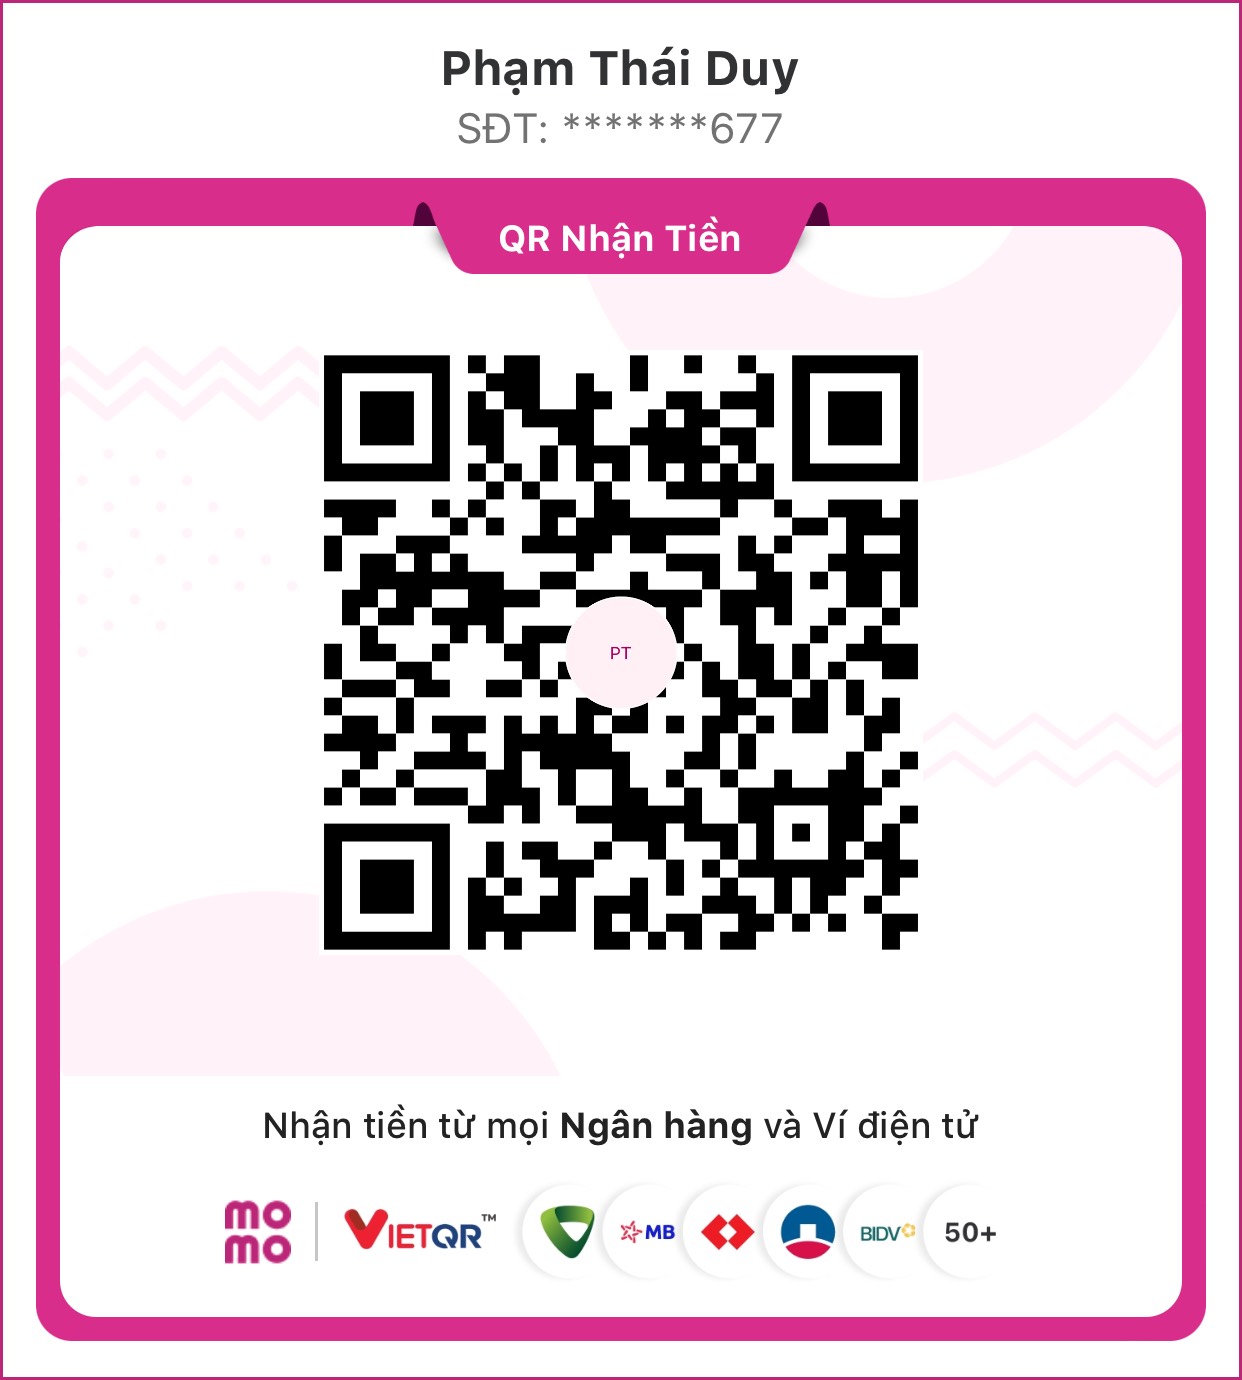 Phạm Thái Duy
SĐT: *******677
QR Nhận Tiền
PT
Nhận tiền từ mọi Ngân hàng và Ví điện tử
mo
mo
VIETQR™
MB
BIDV
50+